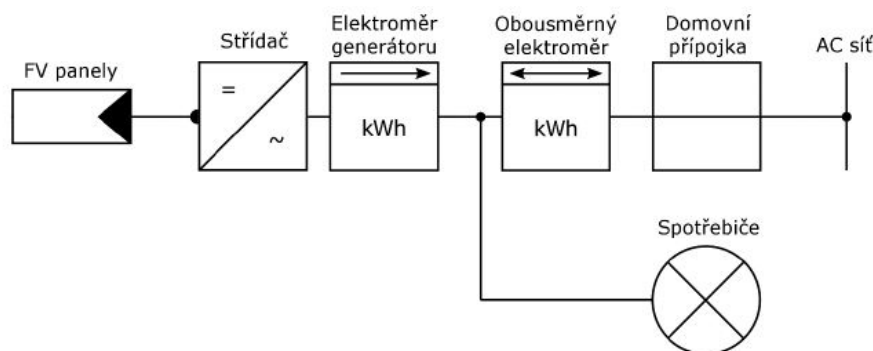 FV panely
Střídač
=
~
Elektroměr
generátoru
kWh
Obousměrný
elektroměr
kWh
Domovní
přípojka
AC síť
Spotřebiče